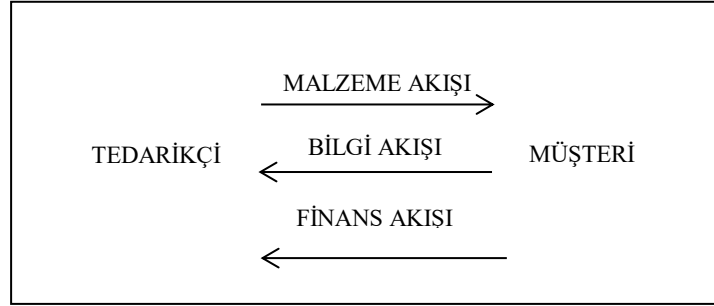 MALZEME AKIŞI
TEDARİKÇİ BİLGİ AKIŞI MÜŞTERİ
FİNANS AKIŞI